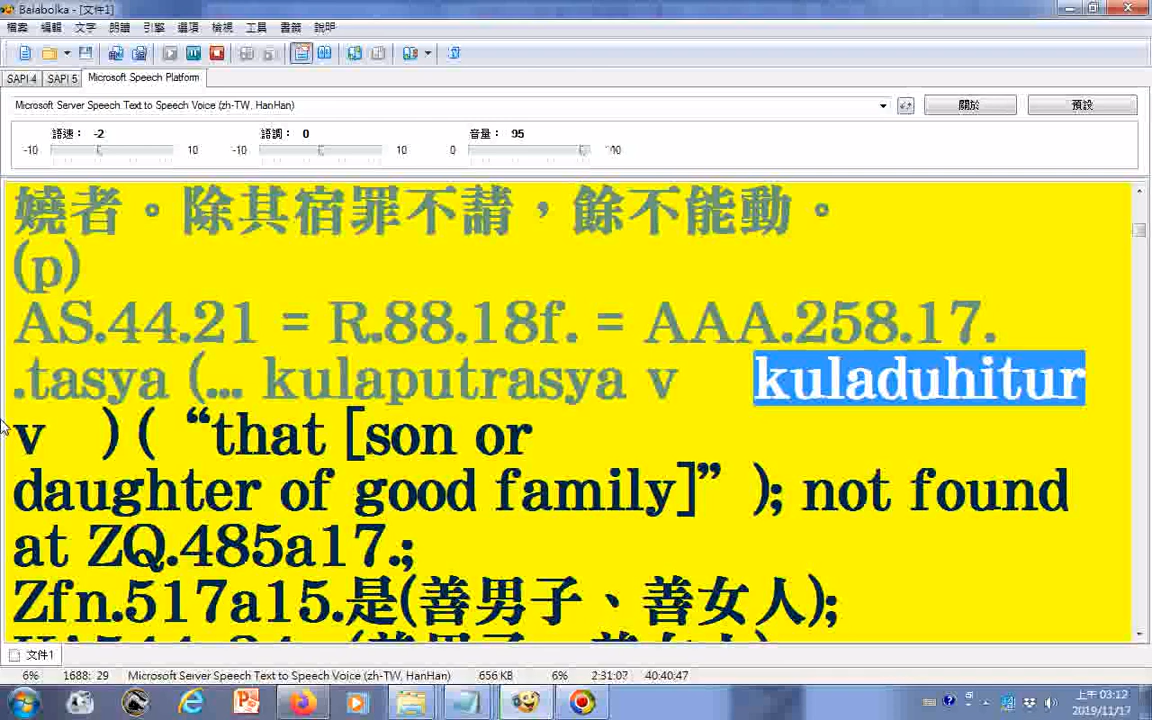 Balabolka - [文件1]
檔案 編輯 文字 朗讀 引擎 選項 檢視 工具 書籤 說明
SAPI 4 SAPI 5 Microsoft Speech Platform
Microsoft Server Speech Text to Speech Voice (zh-TW, HanHan) 關於 預設
語速： -2 語調： 0 音量： 95
-10 10 -10 10 0 100
嬈者。除其宿罪不請，餘不能動。
(p)
AS.44.21 = R.88.18f. = AAA.258.17.
.tasya (... kulaputrasya v kuladuhitur
v ) ( “that [son or
daughter of good family]” ); not found
at ZQ.485a17.;
Zfn.517a15.是(善男子、善女人);
文件1
6% 1688: 29 Microsoft Server Speech Text to Speech Voice (zh-TW, HanHan) 656 KB 6% 2:31:07 40:40:47
上午 03:12
2019/11/17